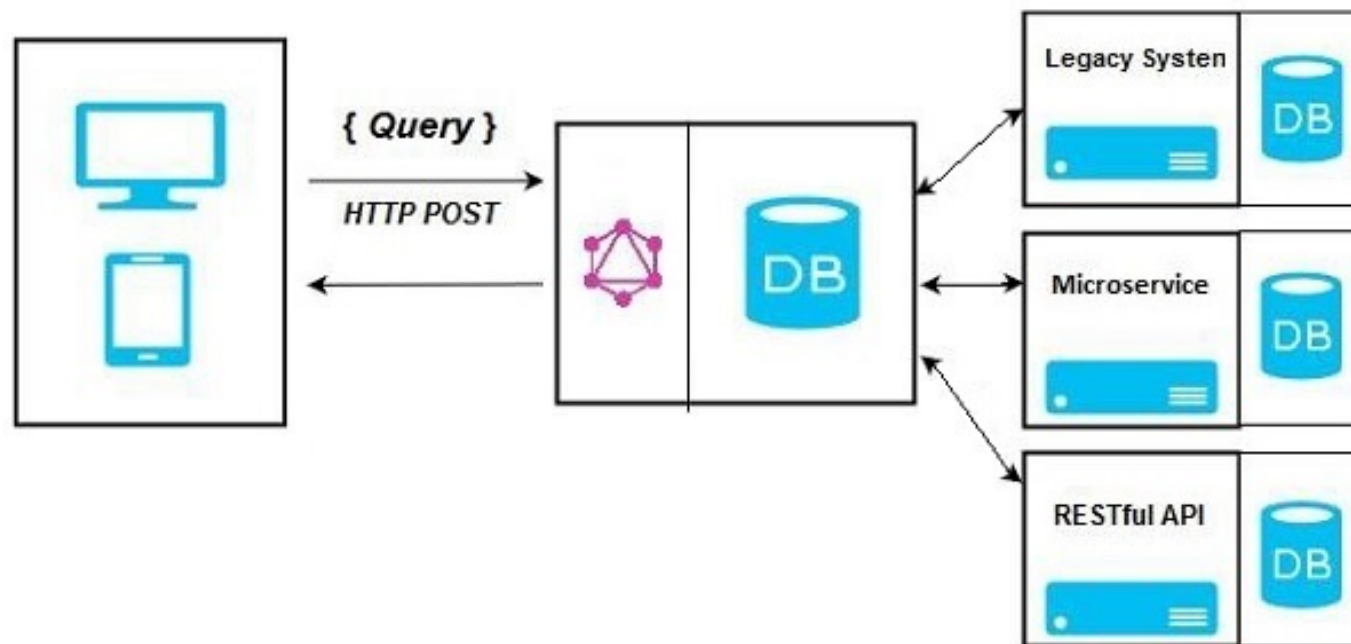 { Query }
HTTP POST
DB
Legacy Systen
DB
Microservice
DB
RESTful API
DB